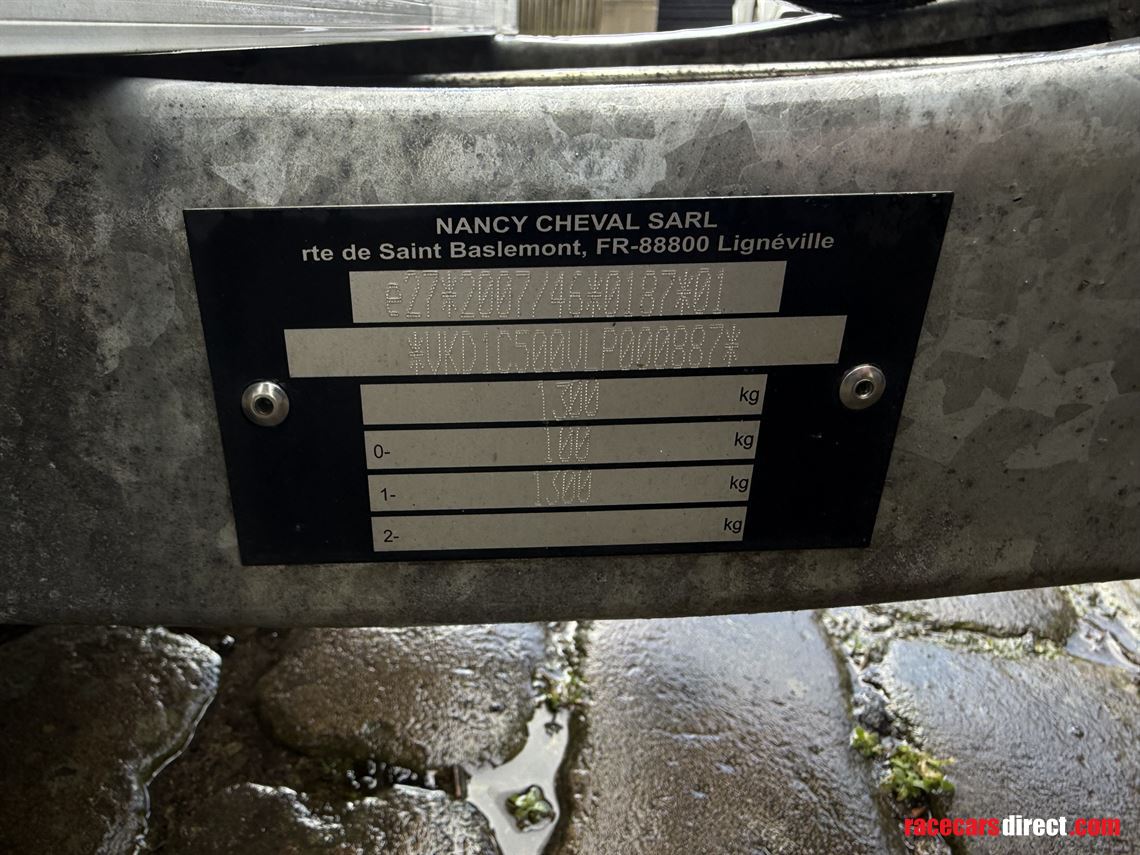 NANCY CHEVAL SARL
rte de Saint Baslemont, FR-88800 Lignéville
e27*2007/46*0187*01
*VKD1C500VLP000887*
1300 kg
0- 100 kg
1- 1300 kg
2- kg
racecarsdirect.com